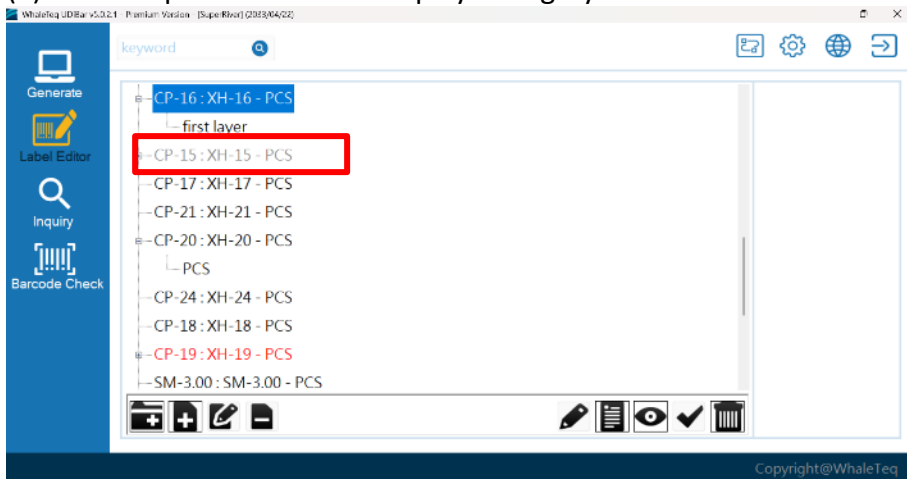 WhaleTeq UDIBar v5.0.2.1 - Premium Version - [SuperRiver] (2033/04/22)
keyword
Generate
Label Editor
Inquiry
Barcode Check
CP-16 : XH-16 - PCS
first layer
CP-15 : XH-15 - PCS
CP-17 : XH-17 - PCS
CP-21 : XH-21 - PCS
CP-20 : XH-20 - PCS
PCS
CP-24 : XH-24 - PCS
CP-18 : XH-18 - PCS
CP-19 : XH-19 - PCS
SM-3.00 : SM-3.00 - PCS
Copyright@WhaleTeq